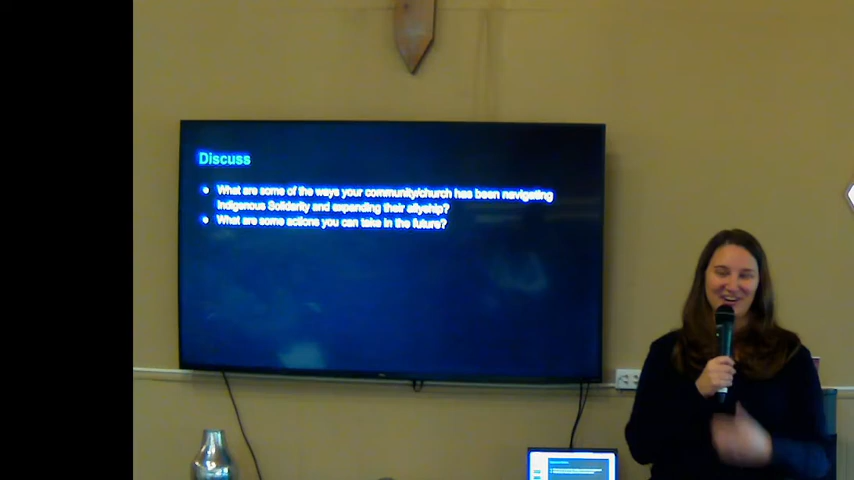 Discuss
• What are some of the ways your community/church has been navigating
Indigenous Solidarity and expanding their allyship?
• What are some actions you can take in the future?